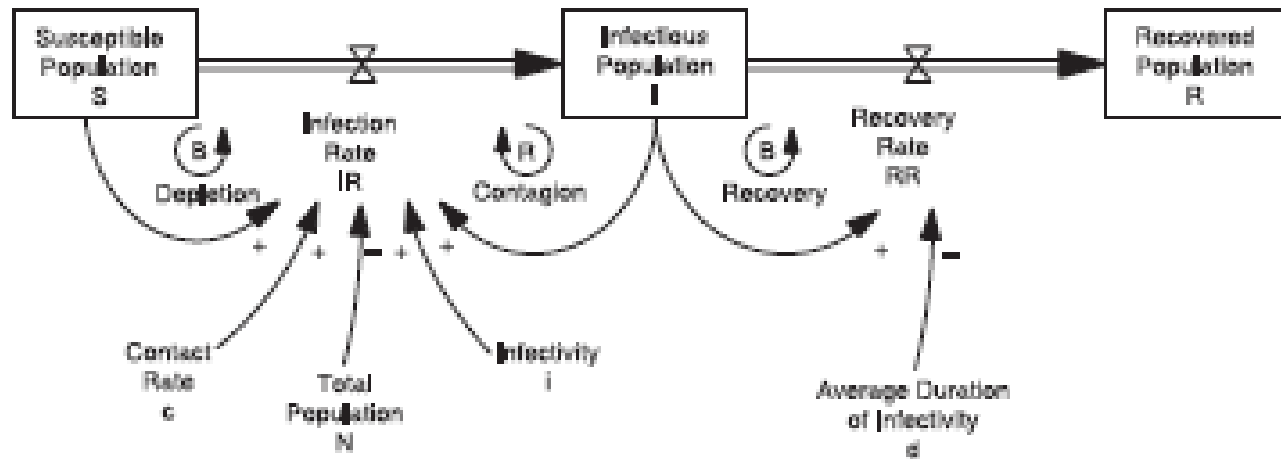 Susceptible
Population
S
Infectious
Population
I
Recovered
Population
R
Infection
Rate
IR
Recovery
Rate
RR
B
Depletion
R
Contagion
B
Recovery
+
+
−
+
+
+
−
Contact
Rate
c
Total
Population
N
Infectivity
i
Average Duration
of Infectivity
d